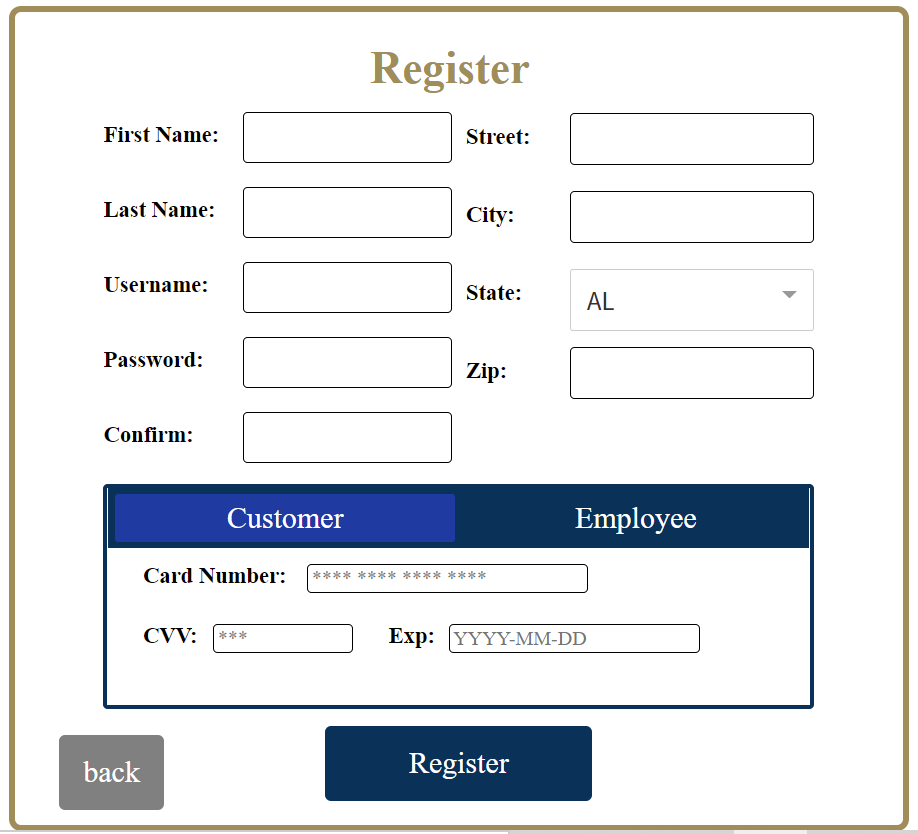 Register
First Name:
Street:
Last Name:
City:
Username:
State:
AL
Password:
Zip:
Confirm:
Customer
Employee
Card Number:
**** **** **** ****
CVV:
***
Exp:
YYYY-MM-DD
back
Register